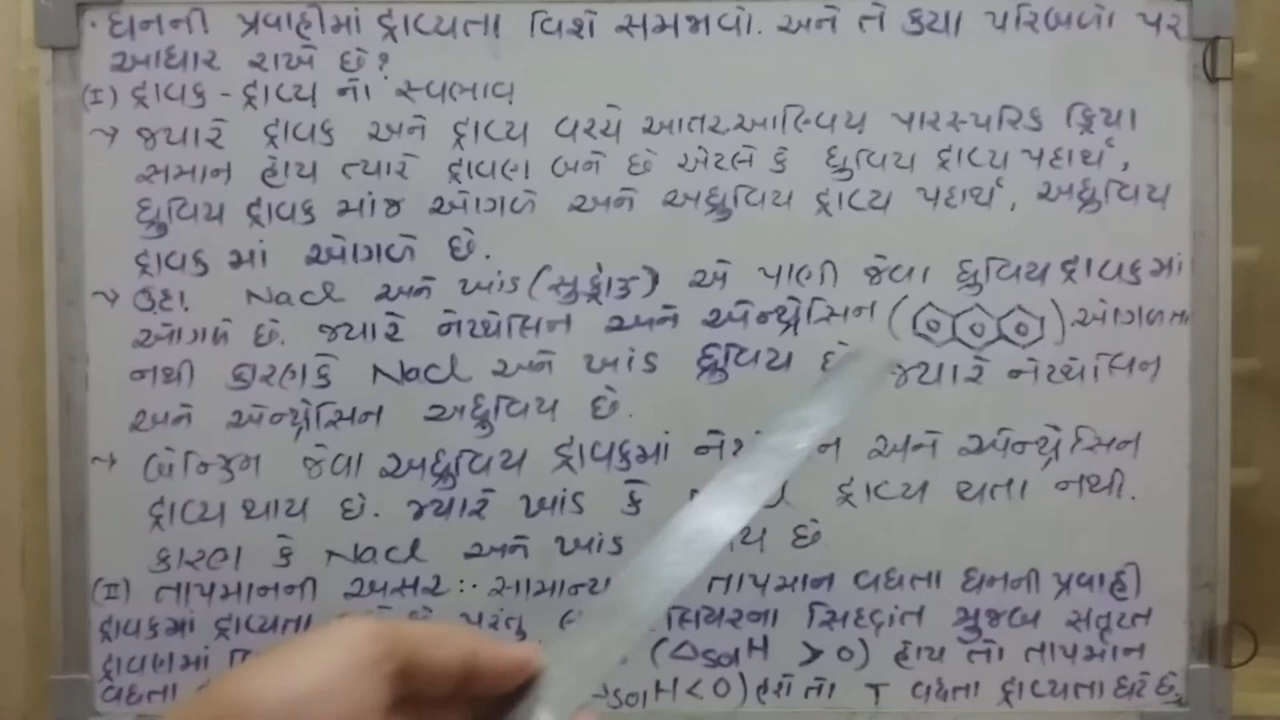 · ઘનની પ્રવાહીમાં દ્રાવ્યતા વિશે સમજાવો. અને તે કયા પરિબળો પર
આધાર રાખે છે?
(I) દ્રાવક - દ્રાવ્ય નો સ્વભાવ
→ જ્યારે દ્રાવક અને દ્રાવ્ય વચ્ચે આંતરઆણ્વિય પારસ્પરિક ક્રિયા
સમાન હોય ત્યારે દ્રાવણ બને છે એટલે કે ધ્રુવિય દ્રાવ્ય પદાર્થ,
ધ્રુવિય દ્રાવક માંજ ઓગળે અને અધ્રુવિય દ્રાવ્ય પદાર્થ, અધ્રુવિય
દ્રાવક માં ઓગળે છે.
→ ઉદા. NaCl અને ખાંડ (સુક્રોઝ) એ પાણી જેવા ધ્રુવિય દ્રાવકમાં
ઓગળે છે. જ્યારે નેપ્થેલિન અને એન્થ્રેસિન ( ) ઓગળતા
નથી કારણકે NaCl અને ખાંડ ધ્રુવિય છે જ્યારે નેપ્થેલિન
અને એન્થ્રેસિન અધ્રુવિય છે.
→ બેન્ઝિન જેવા અધ્રુવિય દ્રાવકમાં અને એન્થ્રેસિન
દ્રાવ્ય થાય છે. જ્યારે ખાંડ કે દ્રાવ્ય થતા નથી.
કારણ કે NaCl અને ખાંડ છે
(II) તાપમાનની અસર :· સામાન્ય તાપમાન વધતા ઘનની પ્રવાહી
દ્રાવકમાં દ્રાવ્યતા પરંતુ સિદ્ધાંત મુજબ સંતૃપ્ત
દ્રાવણમાં (ΔsolH > 0) હોય તો તાપમાન
વધતા solH < 0) હશે તો T વધતા દ્રાવ્યતા ઘટે છે.